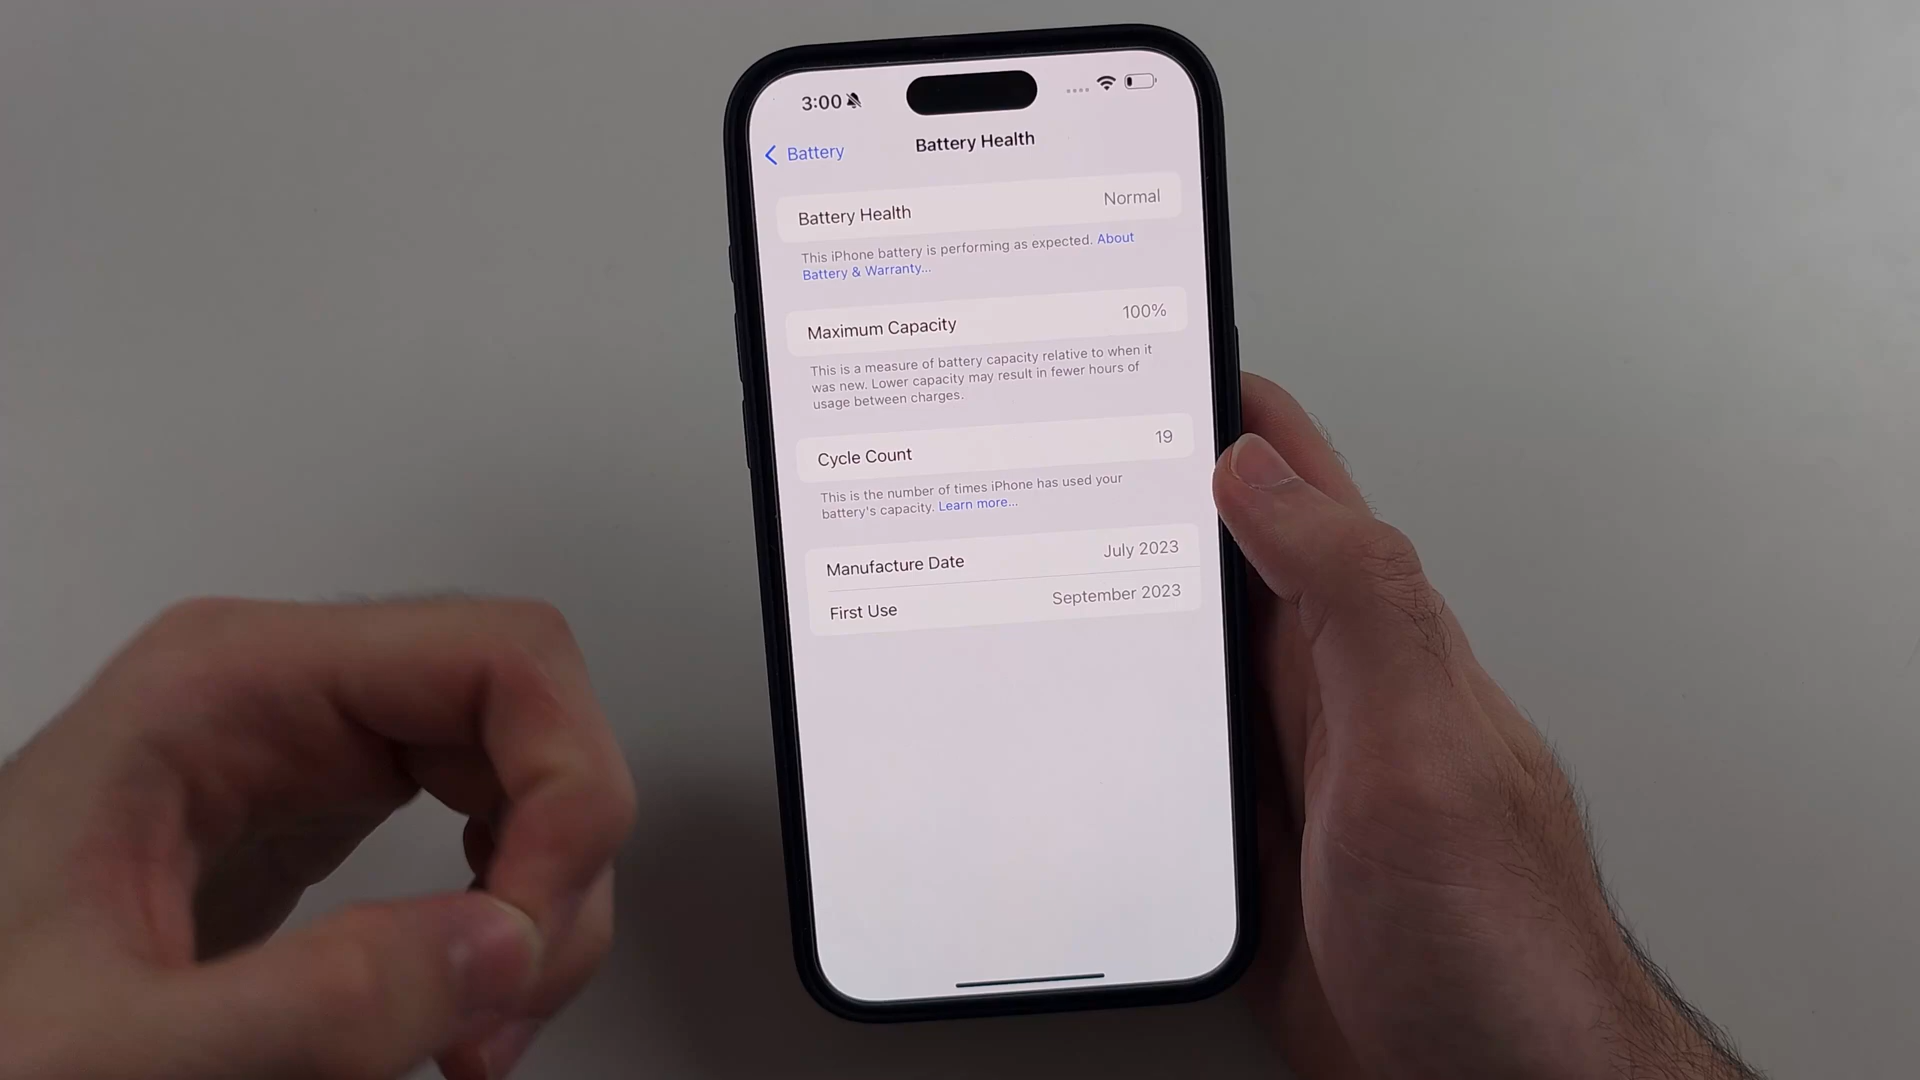 3:00
Battery
Battery Health
Battery Health
Normal
This iPhone battery is performing as expected. About
Battery & Warranty...
Maximum Capacity
100%
This is a measure of battery capacity relative to when it
was new. Lower capacity may result in fewer hours of
usage between charges.
Cycle Count
19
This is the number of times iPhone has used your
battery's capacity. Learn more...
Manufacture Date
July 2023
First Use
September 2023